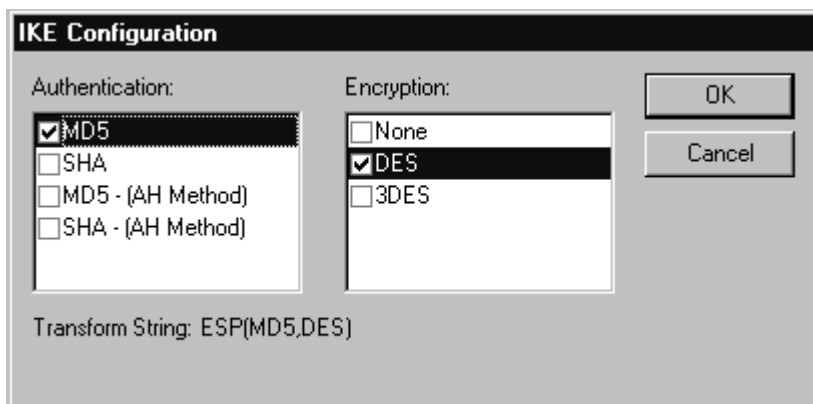 IKE Configuration
Authentication:
MD5
SHA
MD5 - (AH Method)
SHA - (AH Method)
Encryption:
None
DES
3DES
OK
Cancel
Transform String: ESP(MD5,DES)